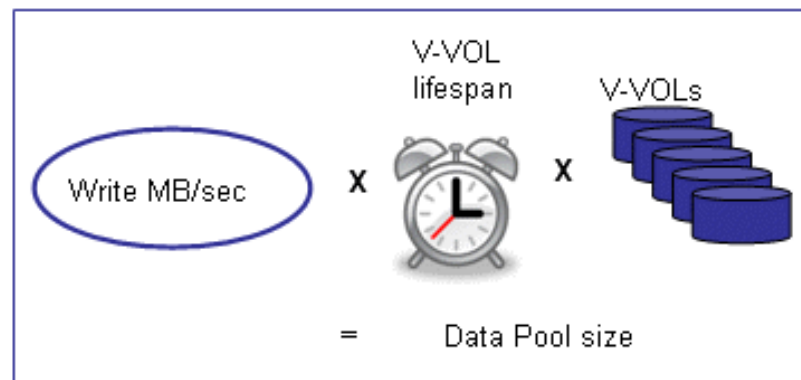 V-VOL
lifespan
V-VOLs
Write MB/sec
x
x
= Data Pool size